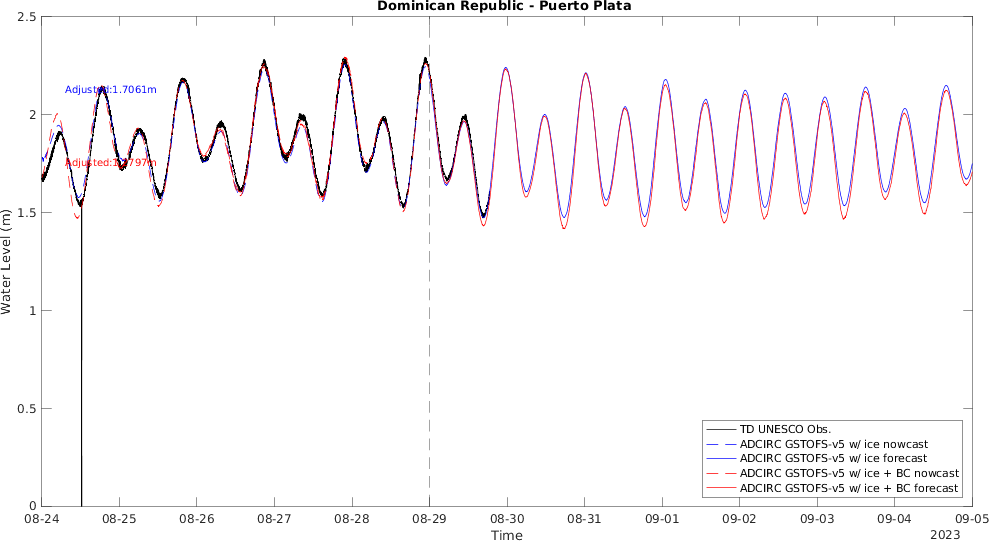 Dominican Republic - Puerto Plata
2.5
2
1.5
1
0.5
0
Water Level (m)
Adjusted:1.7061m
TD UNESCO Obs.
ADCIRC GSTOFS-v5 w/ ice nowcast
ADCIRC GSTOFS-v5 w/ ice forecast
ADCIRC GSTOFS-v5 w/ ice + BC nowcast
ADCIRC GSTOFS-v5 w/ ice + BC forecast
08-24 08-25 08-26 08-27 08-28 08-29 08-30 08-31 09-01 09-02 09-03 09-04 09-05
Time
2023